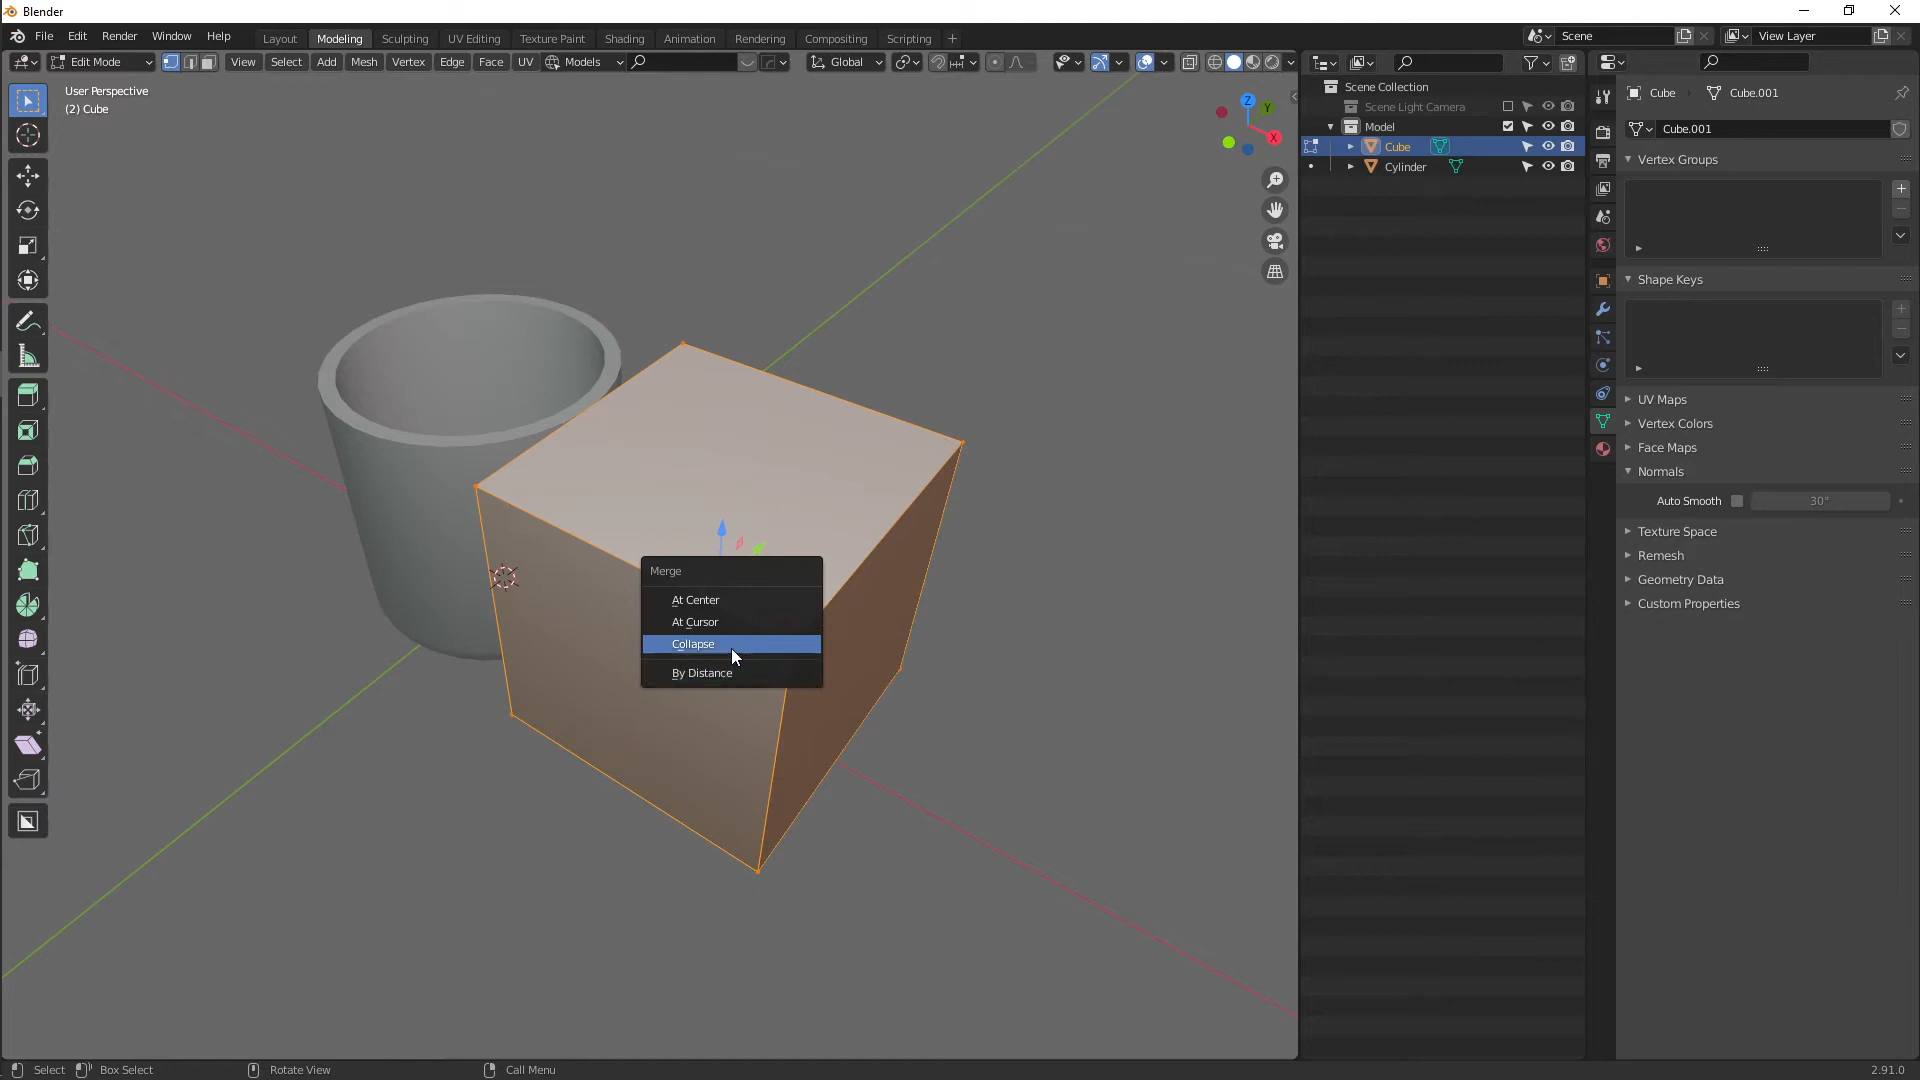 Blender
File Edit Render Window Help Layout Modeling Sculpting UV Editing Texture Paint Shading Animation Rendering Compositing Scripting + Scene View Layer
Edit Mode View Select Add Mesh Vertex Edge Face UV Models Global
User Perspective
(2) Cube
Z
Y
X
Merge
At Center
At Cursor
Collapse
By Distance
Scene Collection
Scene Light Camera
Model
Cube
Cylinder
Cube Cube.001
Cube.001
Vertex Groups
Shape Keys
UV Maps
Vertex Colors
Face Maps
Normals
Auto Smooth 30°
Texture Space
Remesh
Geometry Data
Custom Properties
Select Box Select Rotate View Call Menu 2.91.0